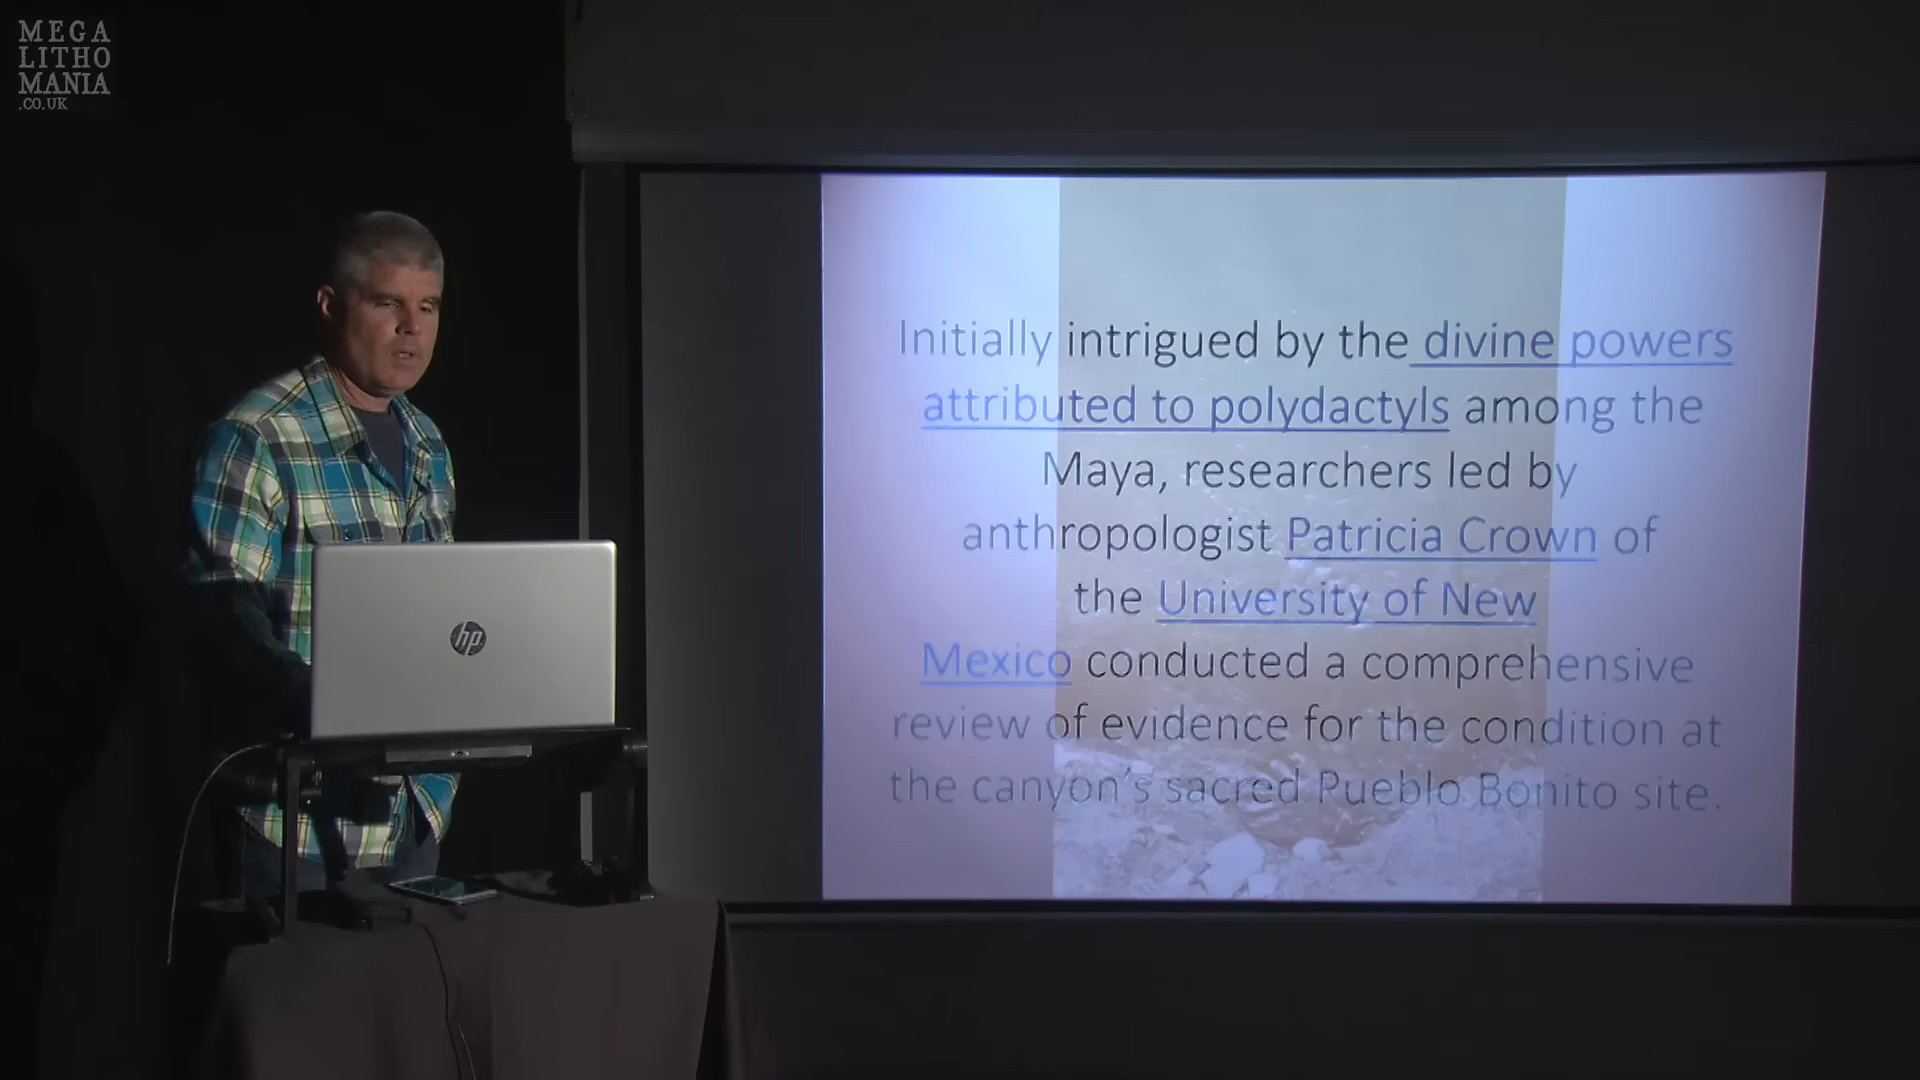 MEGA
LITHO
MANIA
.CO.UK
Initially intrigued by the divine powers
attributed to polydactyls among the
Maya, researchers led by
anthropologist Patricia Crown of
the University of New
Mexico conducted a comprehensive
review of evidence for the condition at
the canyon's sacred Pueblo Bonito site.
hp